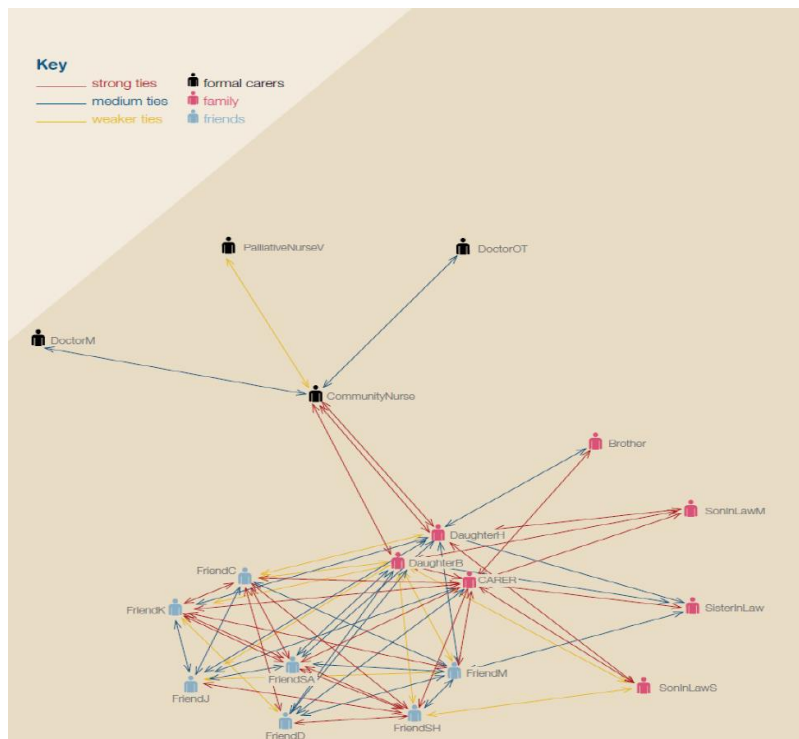 Key
strong ties
formal carers
medium ties
family
weaker ties
friends
PalliativeNurseV
DoctorOT
DoctorM
CommunityNurse
Brother
SonInLawM
DaughterH
DaughterB
FriendC
CARER
FriendK
SisterInLaw
FriendSA
FriendM
FriendJ
SonInLawS
FriendSH
FriendD